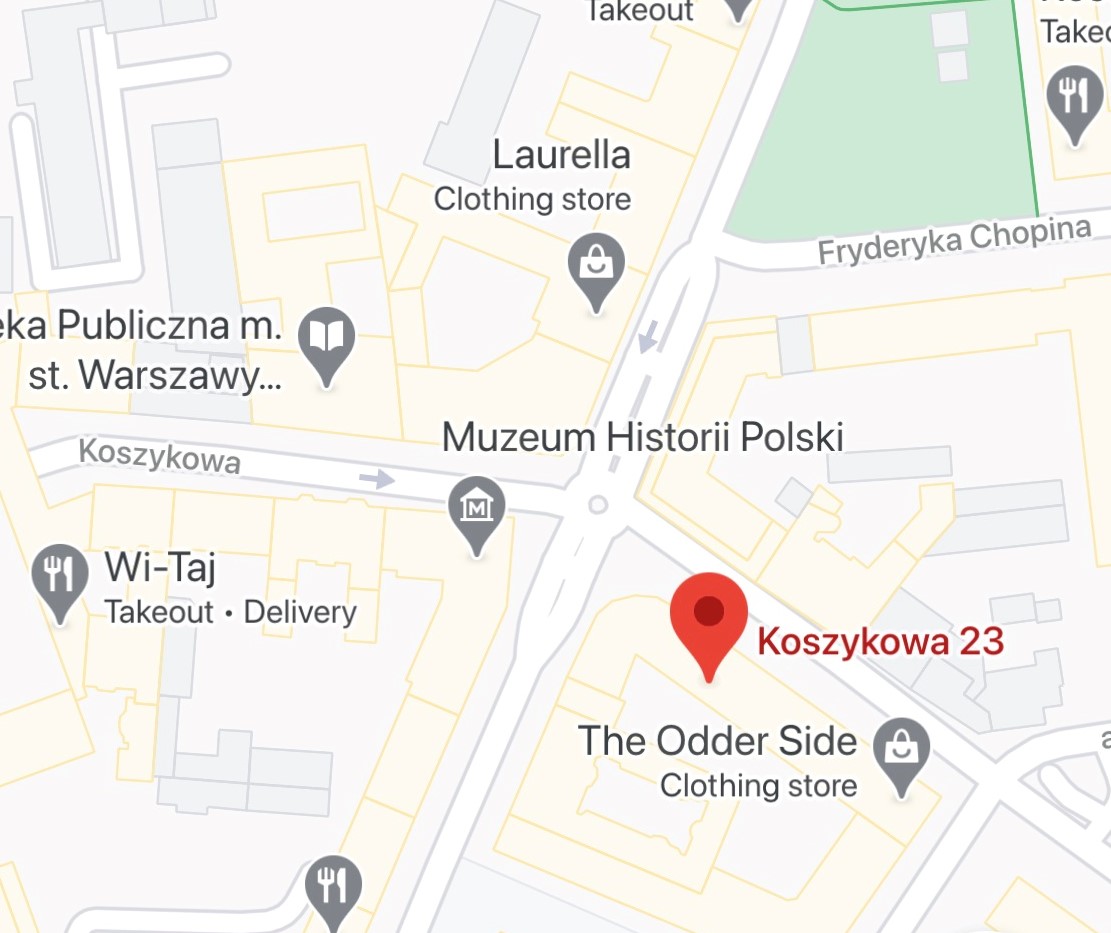 Takeout
Laurella
Clothing store
Fryderyka Chopina
eka Publiczna m.
st. Warszawy...
Muzeum Historii Polski
Koszykowa
M
Wi-Taj
Takeout • Delivery
Koszykowa 23
The Odder Side
Clothing store